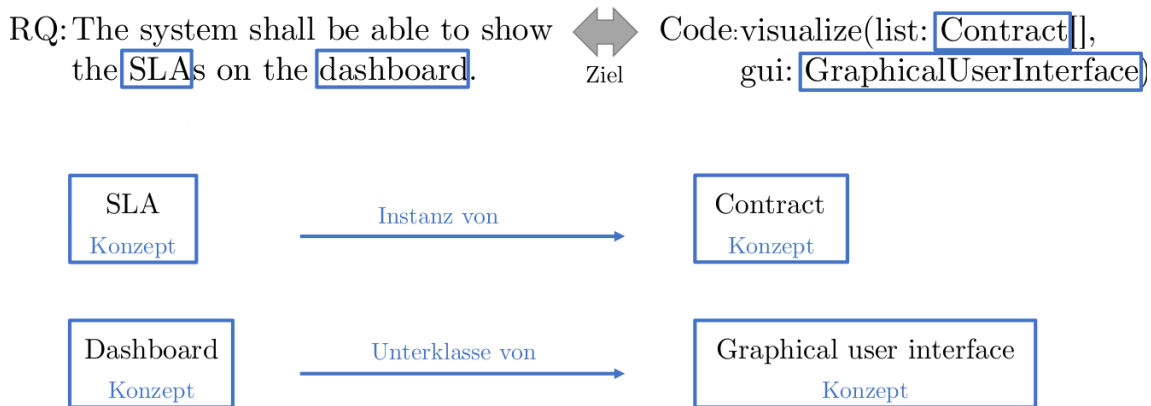 RQ: The system shall be able to show
the SLAs on the dashboard.
Ziel
Code: visualize(list: Contract[],
gui: GraphicalUserInterface)
SLA
Konzept
Instanz von
Contract
Konzept
Dashboard
Konzept
Unterklasse von
Graphical user interface
Konzept